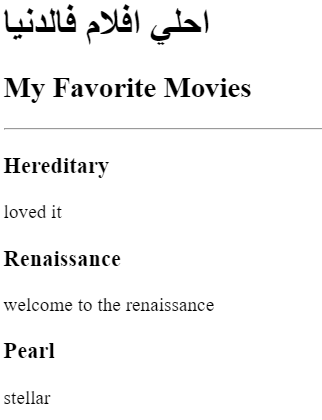 احلي افلام فالدنيا
My Favorite Movies
Hereditary
loved it
Renaissance
welcome to the renaissance
Pearl
stellar